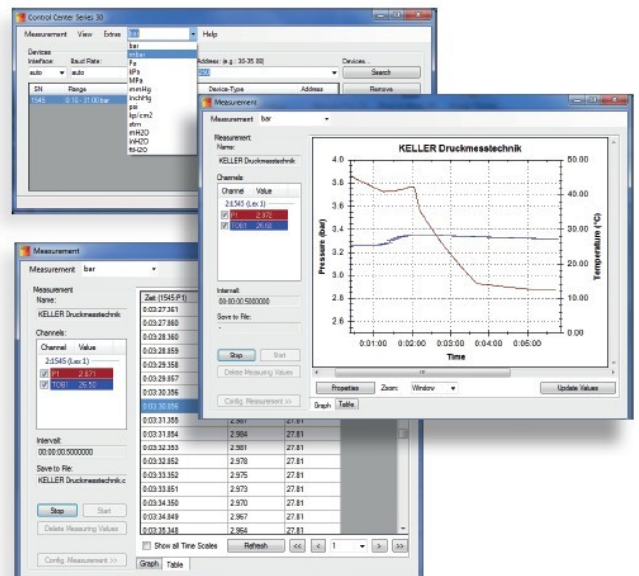 Control Center Series 30
Measurement View Extras bar Help
Devices
Interface: Baud Rate: Address: (e.g.: 30-35 80) Devices...
auto auto 250 Search
SN Range Device-Type Address Remove
1545 0.10 - 31.00 bar
bar
mbar
Pa
kPa
MPa
mmHg
inchHg
psi
kp/cm2
atm
mH2O
inH2O
ftH2O
Measurement
Measurement bar
Measurement
Name:
KELLER Druckmesstechnik
Channels:
Channel Value
2:1545 (Lex 1)
P1 2.872
TOB1 26.60
Intervall:
00:00:00.5000000
Save to File:
-
Stop Start
Delete Measuring Values
Config. Measurement >>
KELLER Druckmesstechnik
4.0
3.8
3.6
3.4
3.2
3.0
2.8
2.6
Pressure (bar)
50.00
40.00
30.00
20.00
10.00
0.00
Temperature (°C)
0:01:00 0:02:00 0:03:00 0:04:00 0:05:00 0:06:00
Time
Properties Zoom: Window Update Values
Graph Table
Measurement
Measurement bar
Measurement
Name:
KELLER Druckmesstechnik
Channels:
Channel Value
2:1545 (Lex 1)
P1 2.871
TOB1 26.50
Intervall:
00:00:00.5000000
Save to File:
KELLER Druckmesstechnik.c
Stop Start
Delete Measuring Values
Config. Measurement >>
Zeit (1545:P1)
0:03:27.361
0:03:27.860
0:03:28.360
0:03:28.859
0:03:29.358
0:03:29.857
0:03:30.356
0:03:30.856
0:03:31.355 2.987 27.81
0:03:31.854 2.984 27.81
0:03:32.353 2.981 27.81
0:03:32.852 2.978 27.81
0:03:33.352 2.975 27.81
0:03:33.851 2.973 27.81
0:03:34.350 2.970 27.81
0:03:34.849 2.967 27.81
0:03:35.348 2.964 27.81
Show all Time Scales Refresh << < 1 > >>
Graph Table